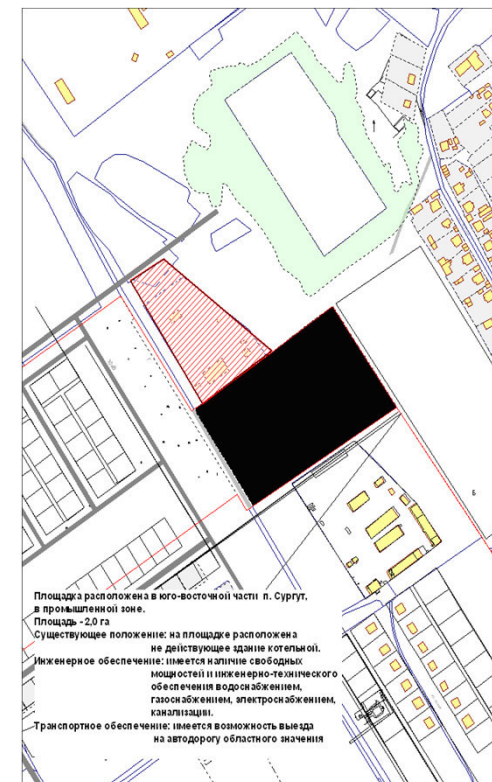 Площадка расположена в юго-восточной части п. Сургут,
в промышленной зоне.
Площадь - 2,0 га
Существующее положение: на площадке расположена
не действующее здание котельной.
Инженерное обеспечение: имеется наличие свободных
мощностей и инженерно-технического
обеспечения водоснабжением,
газоснабжением, электроснабжением,
канализации.
Транспортное обеспечение: имеется возможность выезда
на автодорогу областного значения